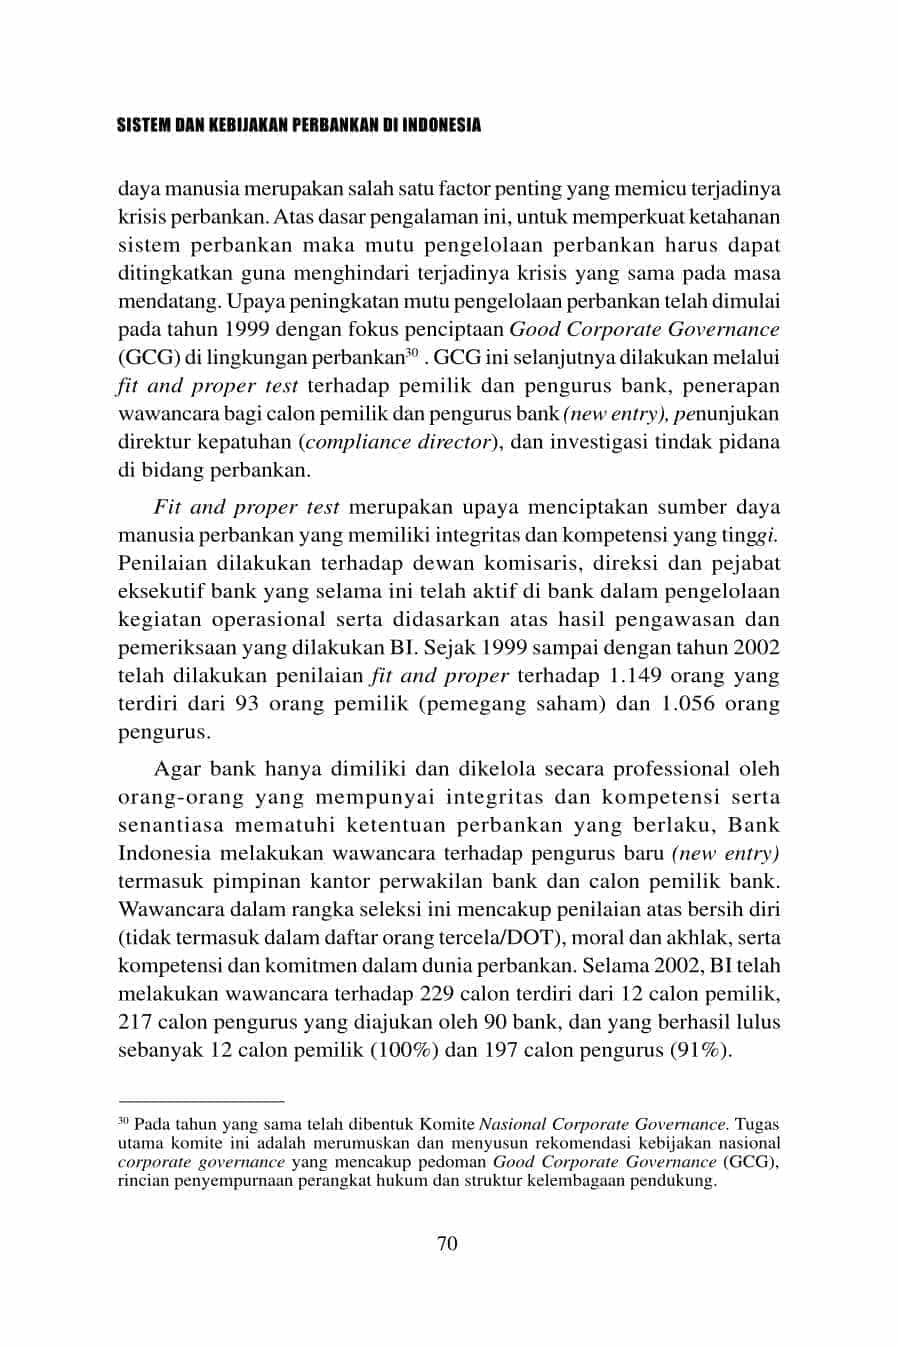 SISTEM DAN KEBIJAKAN PERBANKAN DI INDONESIA
daya manusia merupakan salah satu factor penting yang memicu terjadinya
krisis perbankan. Atas dasar pengalaman ini, untuk memperkuat ketahanan
sistem perbankan maka mutu pengelolaan perbankan harus dapat
ditingkatkan guna menghindari terjadinya krisis yang sama pada masa
mendatang. Upaya peningkatan mutu pengelolaan perbankan telah dimulai
pada tahun 1999 dengan fokus penciptaan Good Corporate Governance
(GCG) di lingkungan perbankan³⁰ . GCG ini selanjutnya dilakukan melalui
fit and proper test terhadap pemilik dan pengurus bank, penerapan
wawancara bagi calon pemilik dan pengurus bank (new entry), penunjukan
direktur kepatuhan (compliance director), dan investigasi tindak pidana
di bidang perbankan.
Fit and proper test merupakan upaya menciptakan sumber daya
manusia perbankan yang memiliki integritas dan kompetensi yang tinggi.
Penilaian dilakukan terhadap dewan komisaris, direksi dan pejabat
eksekutif bank yang selama ini telah aktif di bank dalam pengelolaan
kegiatan operasional serta didasarkan atas hasil pengawasan dan
pemeriksaan yang dilakukan BI. Sejak 1999 sampai dengan tahun 2002
telah dilakukan penilaian fit and proper terhadap 1.149 orang yang
terdiri dari 93 orang pemilik (pemegang saham) dan 1.056 orang
pengurus.
Agar bank hanya dimiliki dan dikelola secara professional oleh
orang-orang yang mempunyai integritas dan kompetensi serta
senantiasa mematuhi ketentuan perbankan yang berlaku, Bank
Indonesia melakukan wawancara terhadap pengurus baru (new entry)
termasuk pimpinan kantor perwakilan bank dan calon pemilik bank.
Wawancara dalam rangka seleksi ini mencakup penilaian atas bersih diri
(tidak termasuk dalam daftar orang tercela/DOT), moral dan akhlak, serta
kompetensi dan komitmen dalam dunia perbankan. Selama 2002, BI telah
melakukan wawancara terhadap 229 calon terdiri dari 12 calon pemilik,
217 calon pengurus yang diajukan oleh 90 bank, dan yang berhasil lulus
sebanyak 12 calon pemilik (100%) dan 197 calon pengurus (91%).
³⁰ Pada tahun yang sama telah dibentuk Komite Nasional Corporate Governance. Tugas
utama komite ini adalah merumuskan dan menyusun rekomendasi kebijakan nasional
corporate governance yang mencakup pedoman Good Corporate Governance (GCG),
rincian penyempurnaan perangkat hukum dan struktur kelembagaan pendukung.
70